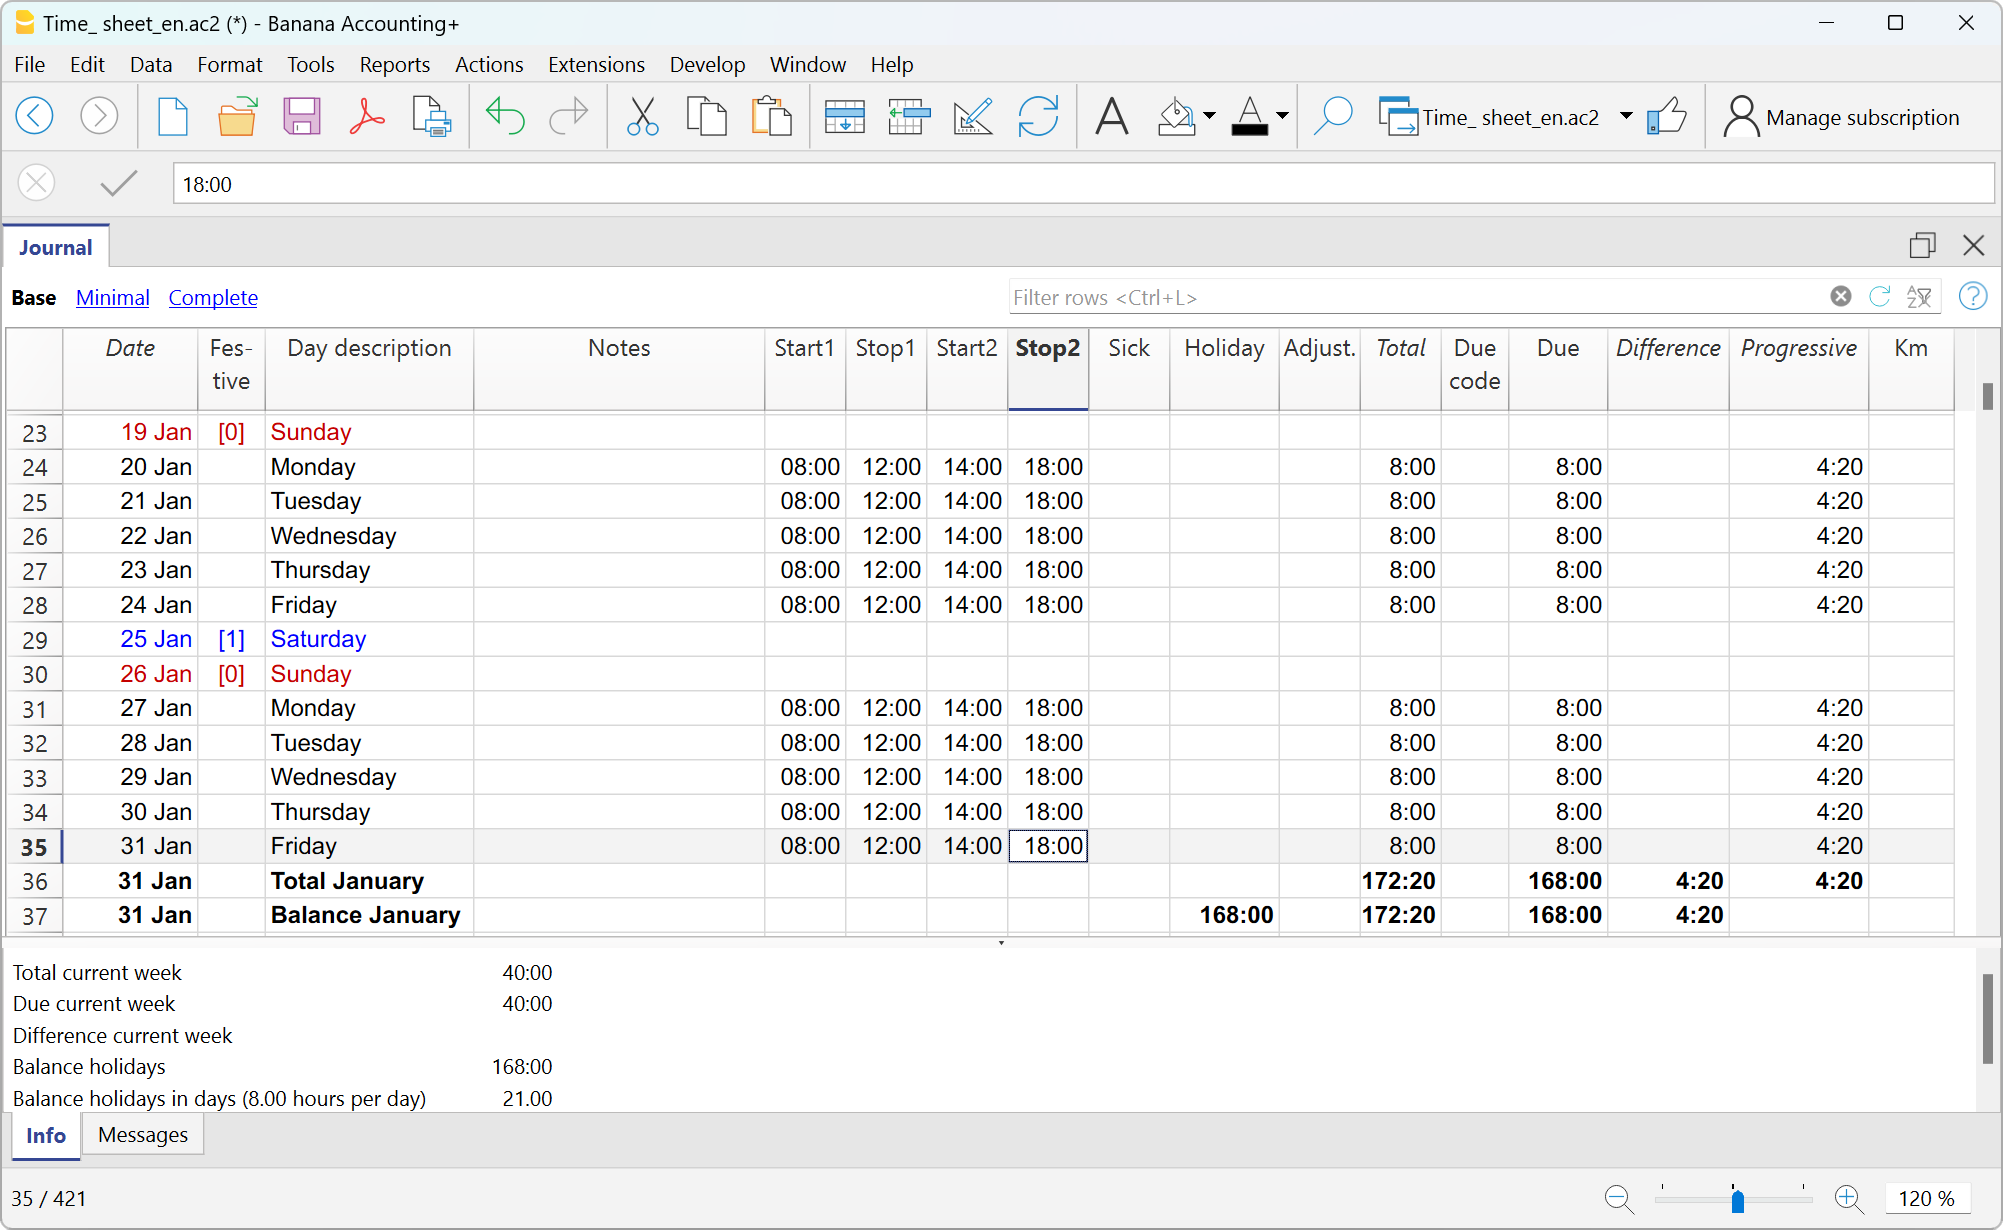 Time_ sheet_en.ac2 (*) - Banana Accounting+
File Edit Data Format Tools Reports Actions Extensions Develop Window Help
Time_ sheet_en.ac2 Manage subscription
18:00
Journal
Base Minimal Complete Filter rows <Ctrl+L>
Date Fes- Day description Notes Start1 Stop1 Start2 Stop2 Sick Holiday Adjust. Total Due Due Difference Progressive Km
tive code
23 19 Jan [0] Sunday
24 20 Jan Monday 08:00 12:00 14:00 18:00 8:00 8:00 4:20
25 21 Jan Tuesday 08:00 12:00 14:00 18:00 8:00 8:00 4:20
26 22 Jan Wednesday 08:00 12:00 14:00 18:00 8:00 8:00 4:20
27 23 Jan Thursday 08:00 12:00 14:00 18:00 8:00 8:00 4:20
28 24 Jan Friday 08:00 12:00 14:00 18:00 8:00 8:00 4:20
29 25 Jan [1] Saturday
30 26 Jan [0] Sunday
31 27 Jan Monday 08:00 12:00 14:00 18:00 8:00 8:00 4:20
32 28 Jan Tuesday 08:00 12:00 14:00 18:00 8:00 8:00 4:20
33 29 Jan Wednesday 08:00 12:00 14:00 18:00 8:00 8:00 4:20
34 30 Jan Thursday 08:00 12:00 14:00 18:00 8:00 8:00 4:20
35 31 Jan Friday 08:00 12:00 14:00 18:00 8:00 8:00 4:20
36 31 Jan Total January 172:20 168:00 4:20 4:20
37 31 Jan Balance January 168:00 172:20 168:00 4:20
Total current week 40:00
Due current week 40:00
Difference current week
Balance holidays 168:00
Balance holidays in days (8.00 hours per day) 21.00
Info Messages
35 / 421 120 %